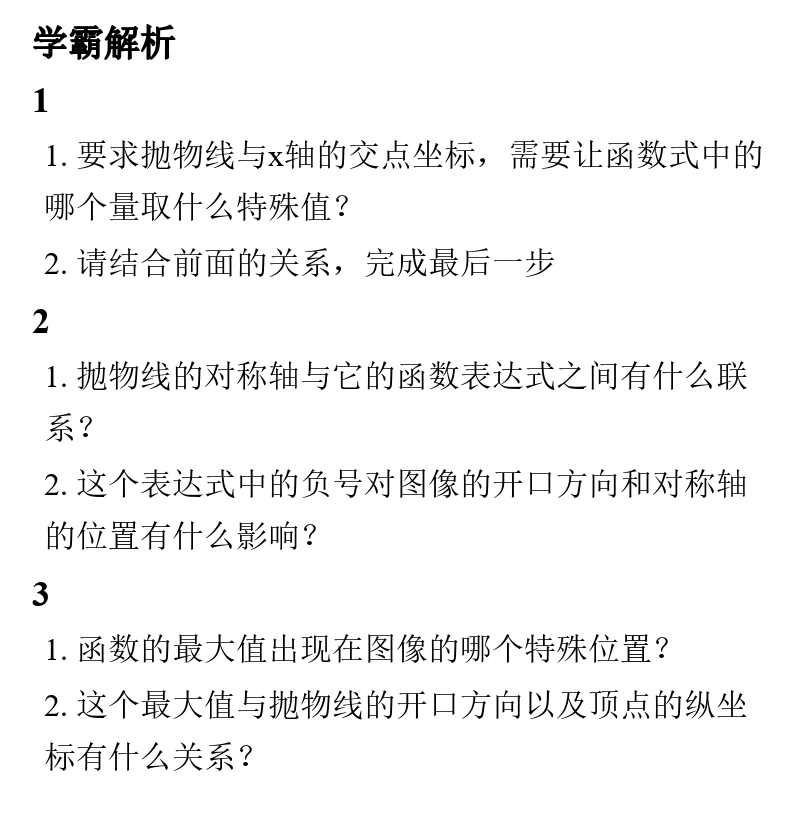 学霸解析
1
1. 要求抛物线与x轴的交点坐标，需要让函数式中的
哪个量取什么特殊值？
2. 请结合前面的关系，完成最后一步
2
1. 抛物线的对称轴与它的函数表达式之间有什么联
系？
2. 这个表达式中的负号对图像的开口方向和对称轴
的位置有什么影响？
3
1. 函数的最大值出现在图像的哪个特殊位置？
2. 这个最大值与抛物线的开口方向以及顶点的纵坐
标有什么关系？